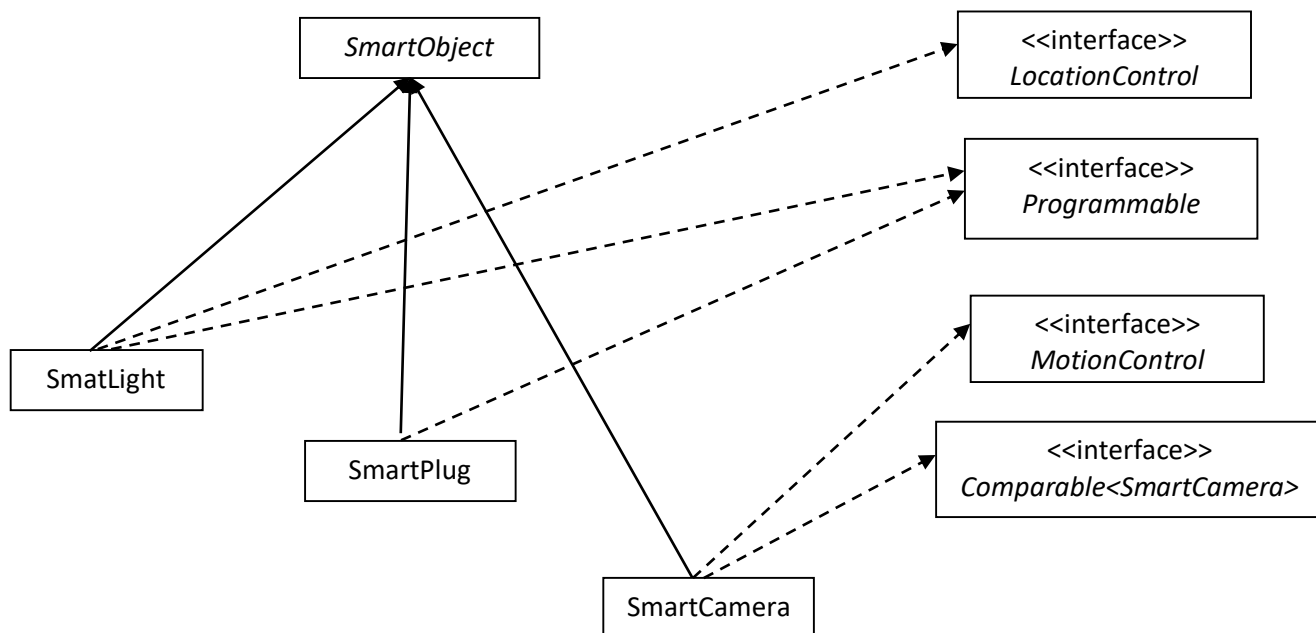 SmartObject
<<interface>>
LocationControl
<<interface>>
Programmable
<<interface>>
MotionControl
SmatLight
<<interface>>
Comparable<SmartCamera>
SmartPlug
SmartCamera